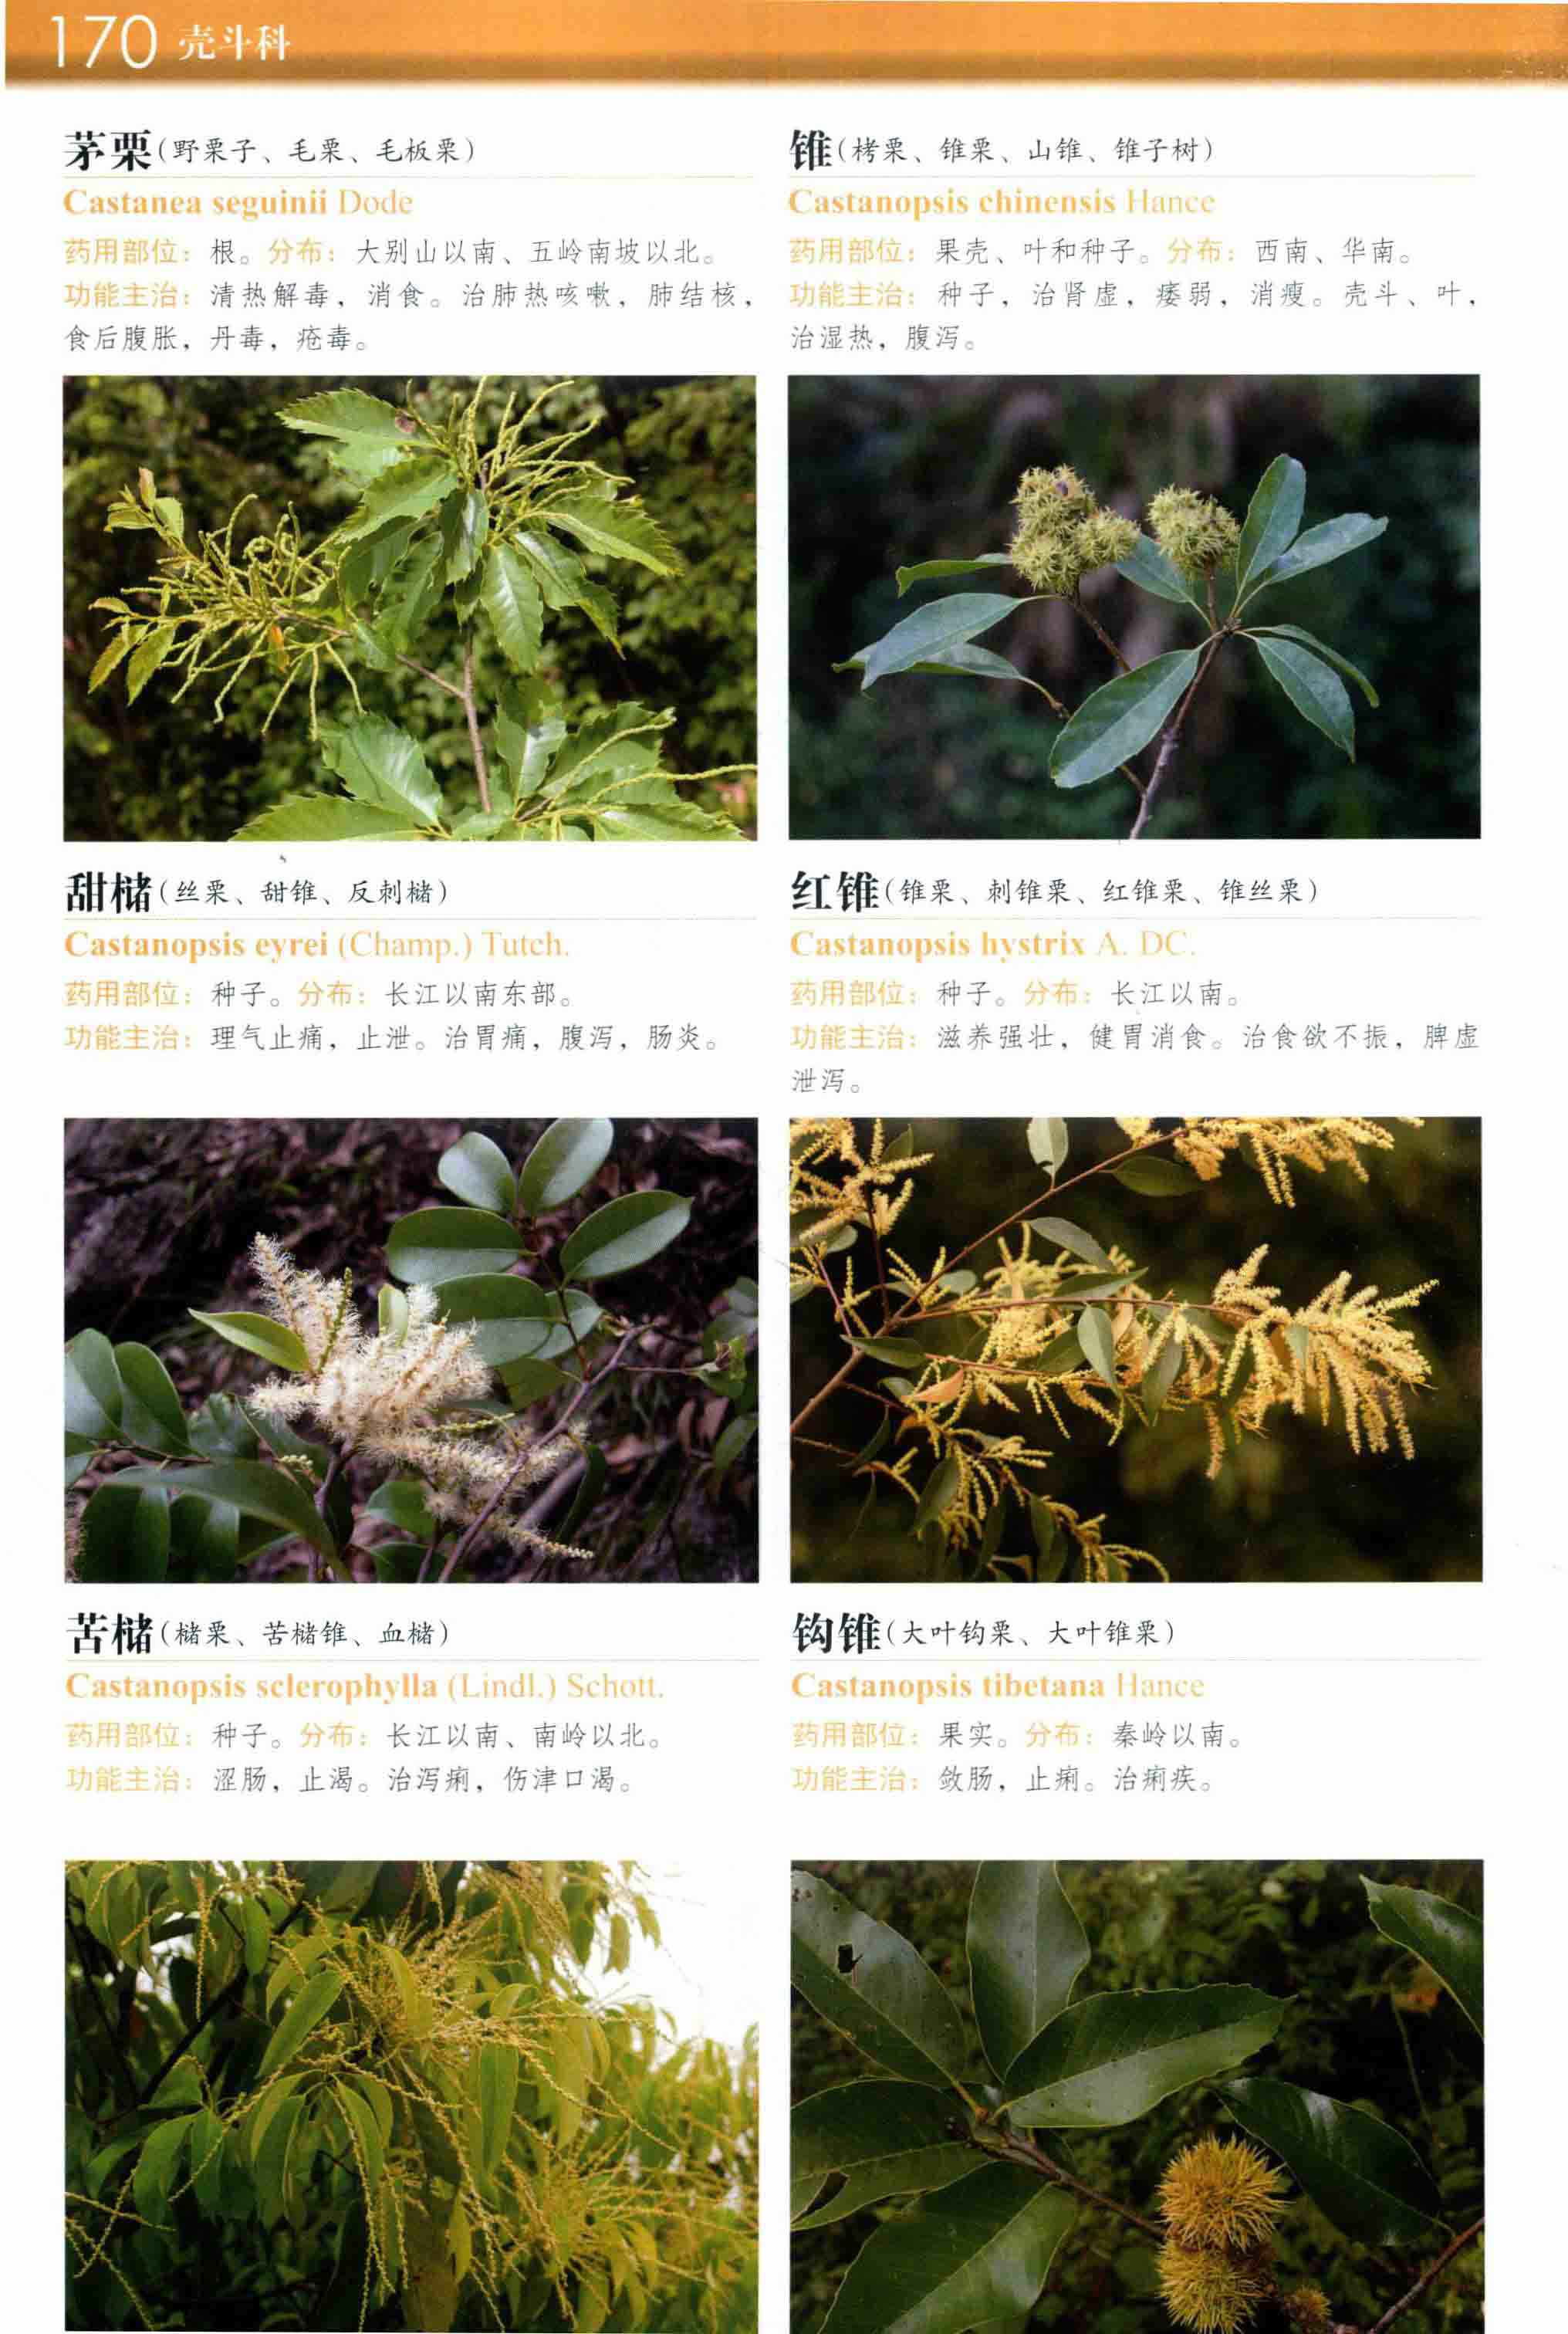 170 壳斗科
茅栗(野栗子、毛栗、毛板栗)
Castanea seguinii Dode
药用部位：根。分布：大别山以南、五岭南坡以北。
功能主治：清热解毒，消食。治肺热咳嗽，肺结核，
食后腹胀，丹毒，疮毒。
锥(栲栗、锥栗、山锥、锥子树)
Castanopsis chinensis Hance
药用部位：果壳、叶和种子。分布：西南、华南。
功能主治：种子，治肾虚，痿弱，消瘦。壳斗、叶，
治湿热，腹泻。
甜槠(丝栗、甜锥、反刺槠)
Castanopsis eyrei (Champ.) Tutch.
药用部位：种子。分布：长江以南东部。
功能主治：理气止痛，止泄。治胃痛，腹泻，肠炎。
红锥(锥栗、刺锥栗、红锥栗、锥丝栗)
Castanopsis hystrix A. DC.
药用部位：种子。分布：长江以南。
功能主治：滋养强壮，健胃消食。治食欲不振，脾虚
泄泻。
苦槠(槠栗、苦槠锥、血槠)
Castanopsis sclerophylla (Lindl.) Schott.
药用部位：种子。分布：长江以南、南岭以北。
功能主治：涩肠，止渴。治泻痢，伤津口渴。
钩锥(大叶钩栗、大叶锥栗)
Castanopsis tibetana Hance
药用部位：果实。分布：秦岭以南。
功能主治：敛肠，止痢。治痢疾。